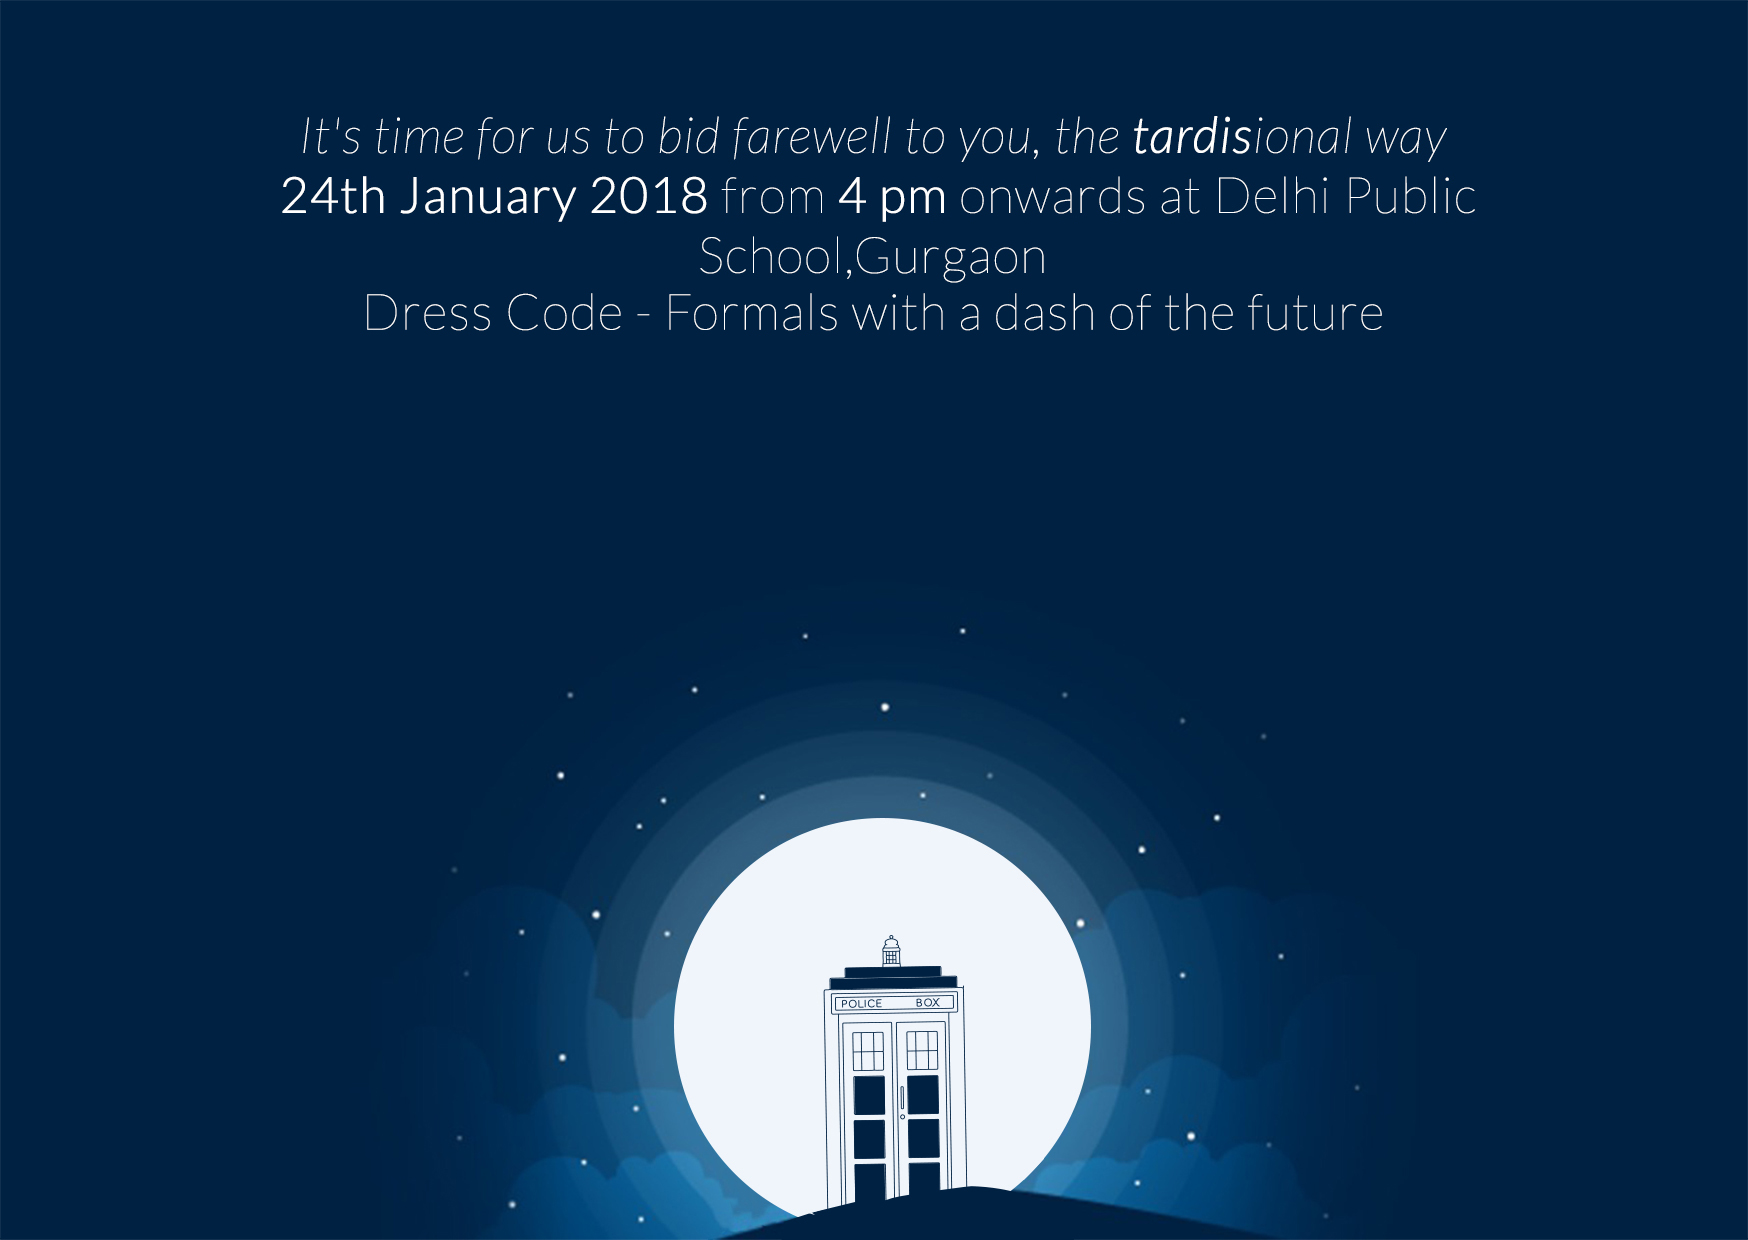 It's time for us to bid farewell to you, the tardisional way
24th January 2018 from 4 pm onwards at Delhi Public
School,Gurgaon
Dress Code - Formals with a dash of the future
POLICE BOX